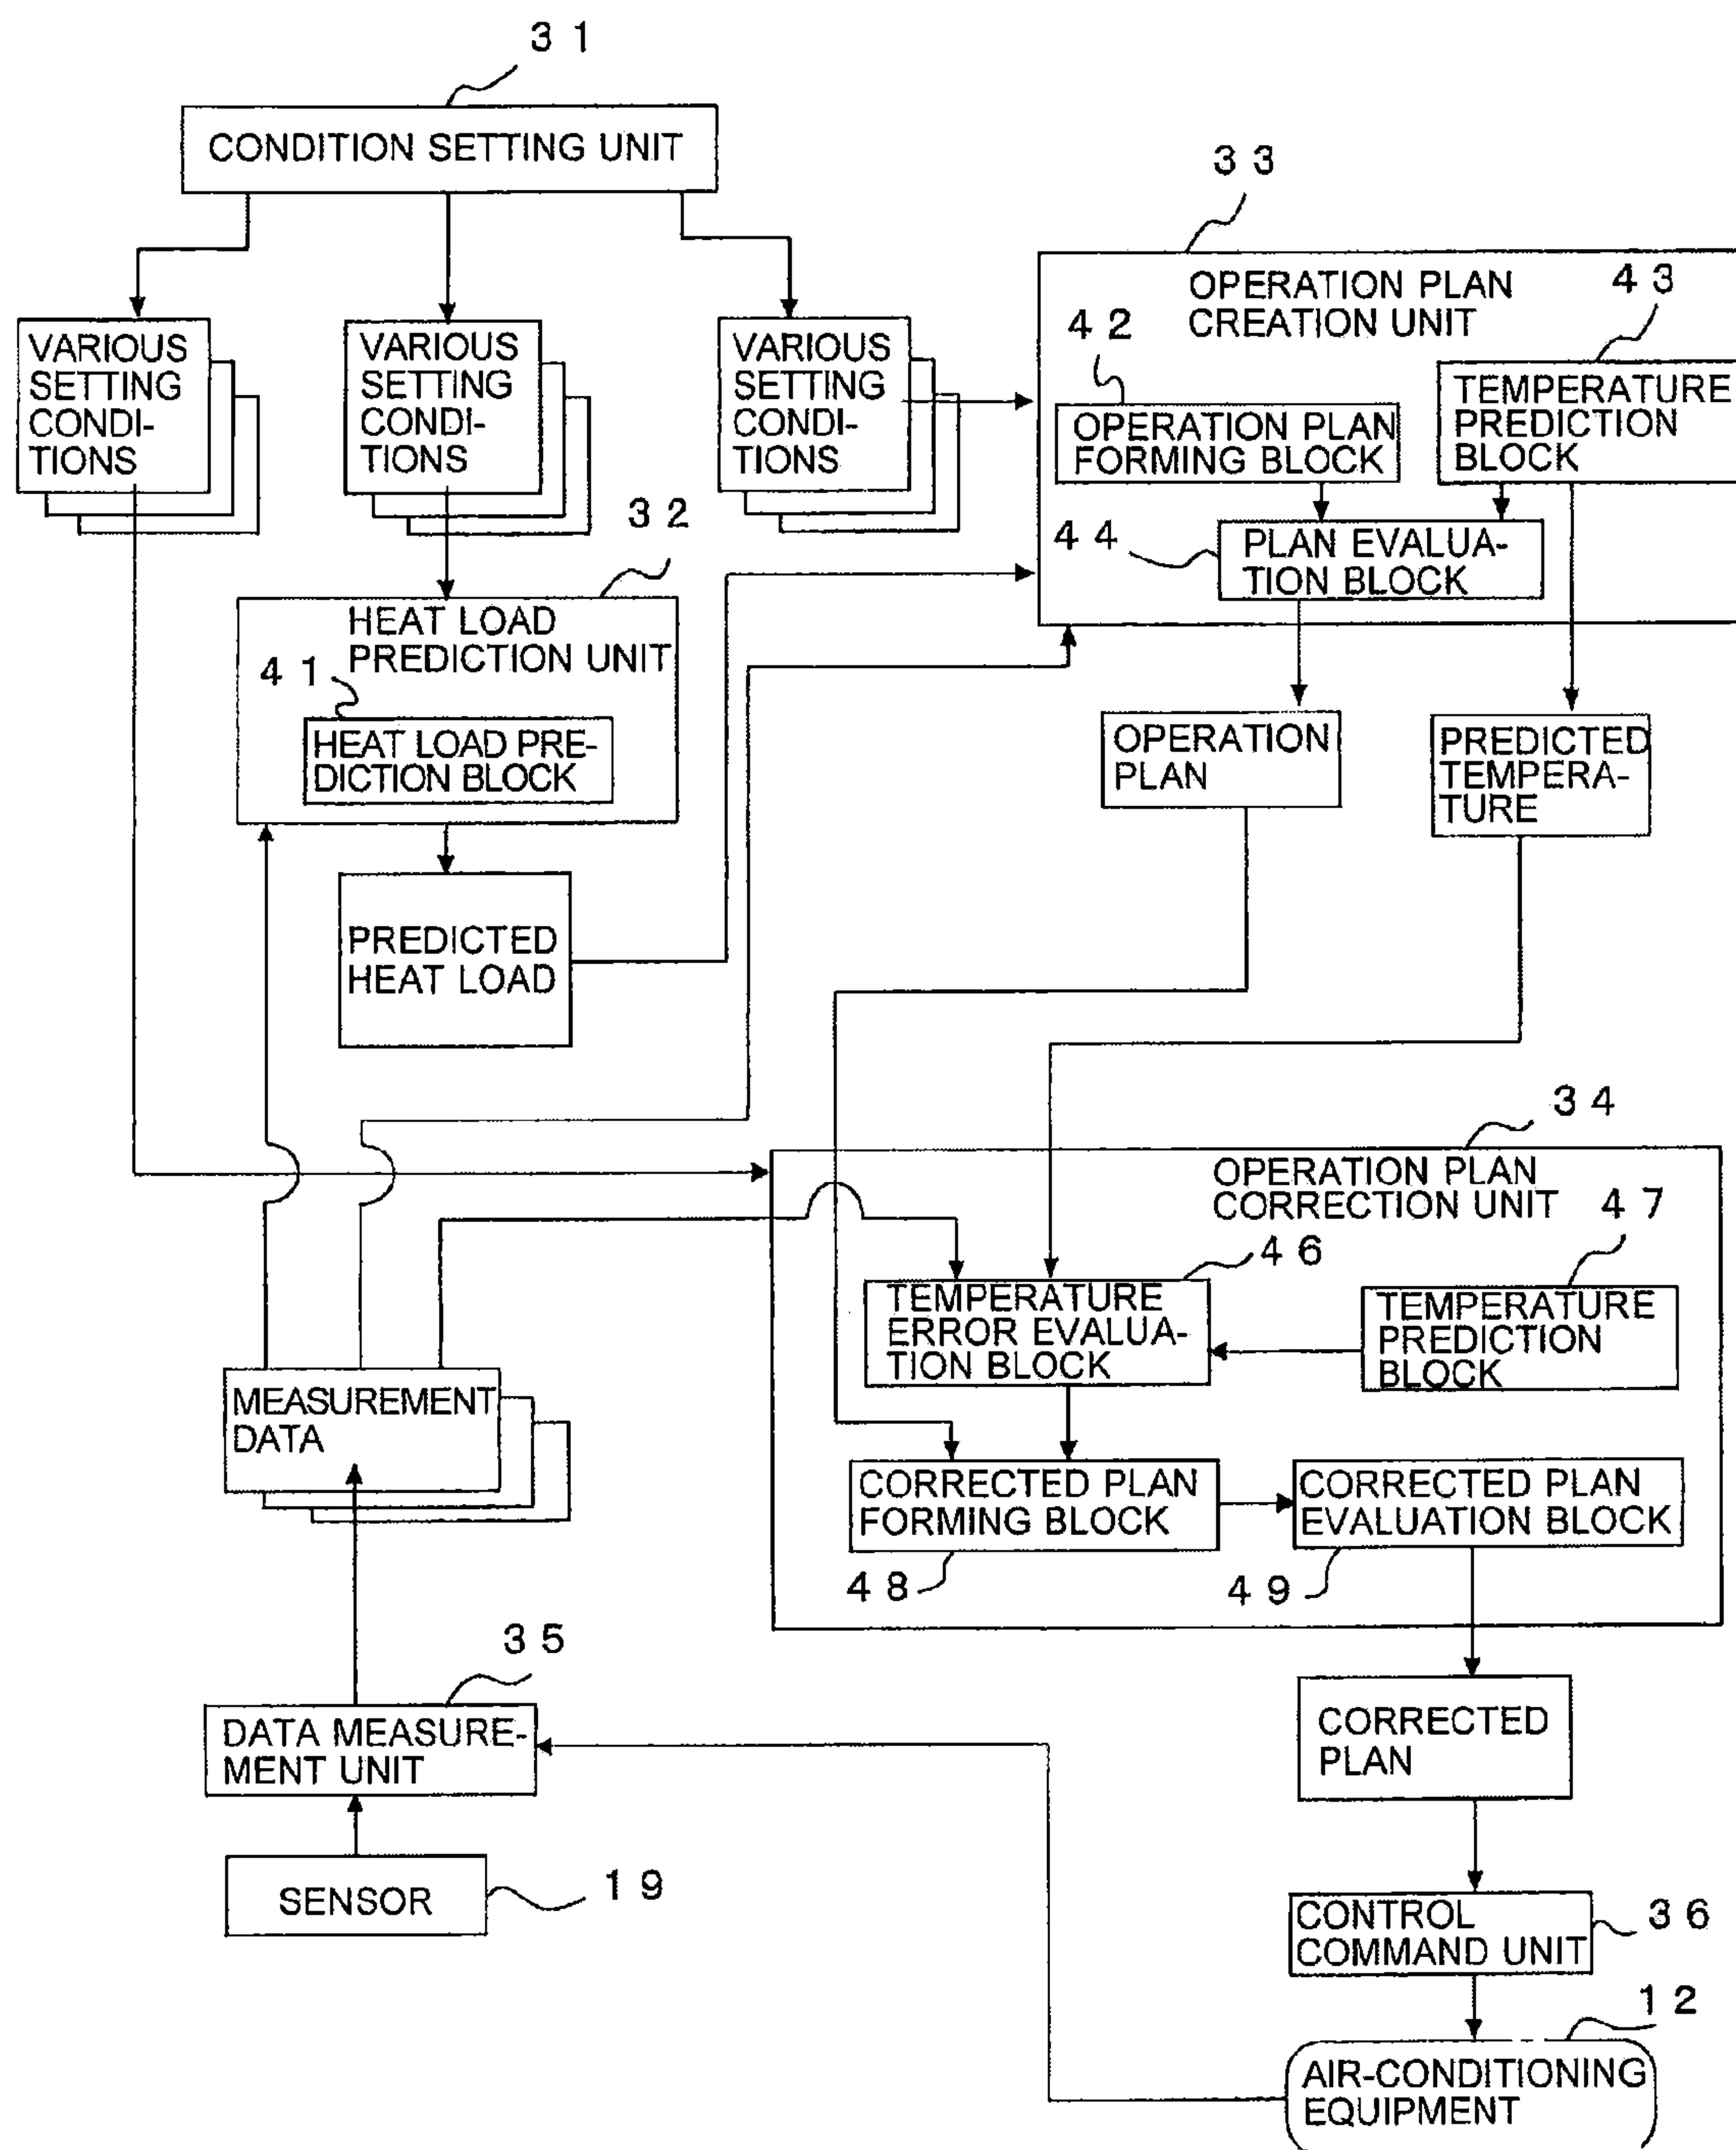 3 1
CONDITION SETTING UNIT
3 3
VARIOUS
SETTING
CONDI-
TIONS
VARIOUS
SETTING
CONDI-
TIONS
VARIOUS
SETTING
CONDI-
TIONS
OPERATION PLAN
CREATION UNIT
4 3
4 2
OPERATION PLAN
FORMING BLOCK
TEMPERATURE
PREDICTION
BLOCK
4 4
PLAN EVALUA-
TION BLOCK
3 2
HEAT LOAD
PREDICTION UNIT
4 1
HEAT LOAD PRE-
DICTION BLOCK
OPERATION
PLAN
PREDICTED
TEMPERA-
TURE
PREDICTED
HEAT LOAD
3 4
OPERATION PLAN
CORRECTION UNIT
4 7
4 6
TEMPERATURE
ERROR EVALUA-
TION BLOCK
TEMPERATURE
PREDICTION
BLOCK
MEASUREMENT
DATA
CORRECTED PLAN
FORMING BLOCK
CORRECTED PLAN
EVALUATION BLOCK
4 8
4 9
3 5
DATA MEASURE-
MENT UNIT
CORRECTED
PLAN
SENSOR
1 9
CONTROL
COMMAND UNIT
3 6
1 2
AIR-CONDITIONING
EQUIPMENT